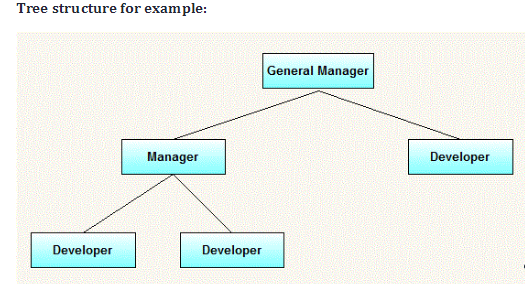 Tree structure for example:
General Manager
Manager
Developer
Developer
Developer